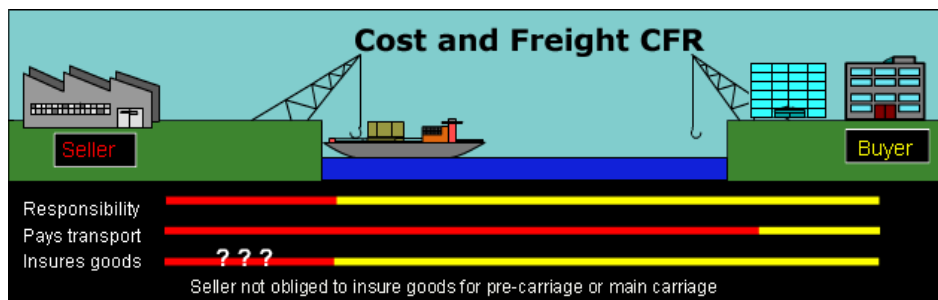 Cost and Freight CFR
Seller
Buyer
Responsibility
Pays transport
Insures goods
? ? ?
Seller not obliged to insure goods for pre-carriage or main carriage